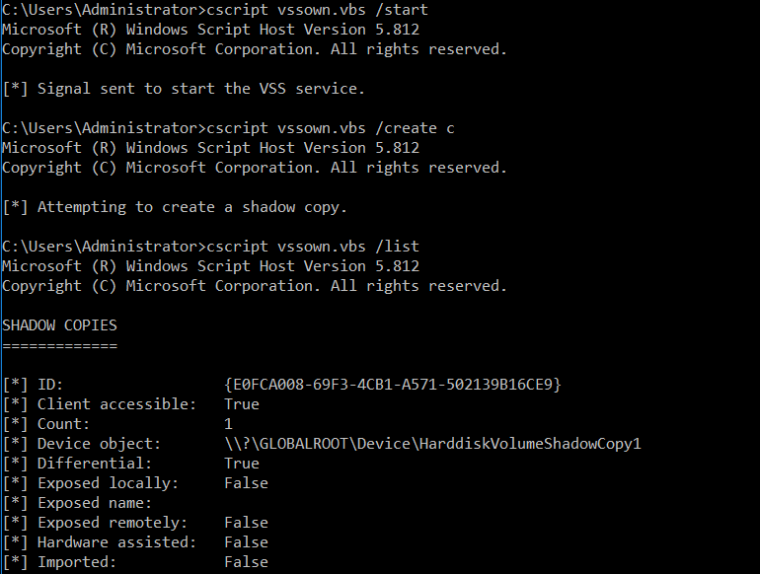 C:\Users\Administrator>cscript vssown.vbs /start
Microsoft (R) Windows Script Host Version 5.812
Copyright (C) Microsoft Corporation. All rights reserved.
[*] Signal sent to start the VSS service.
C:\Users\Administrator>cscript vssown.vbs /create c
Microsoft (R) Windows Script Host Version 5.812
Copyright (C) Microsoft Corporation. All rights reserved.
[*] Attempting to create a shadow copy.
C:\Users\Administrator>cscript vssown.vbs /list
Microsoft (R) Windows Script Host Version 5.812
Copyright (C) Microsoft Corporation. All rights reserved.
SHADOW COPIES
=============
[*] ID: {E0FCA008-69F3-4CB1-A571-502139B16CE9}
[*] Client accessible: True
[*] Count: 1
[*] Device object: \\?\GLOBALROOT\Device\HarddiskVolumeShadowCopy1
[*] Differential: True
[*] Exposed locally: False
[*] Exposed name:
[*] Exposed remotely: False
[*] Hardware assisted: False
[*] Imported: False